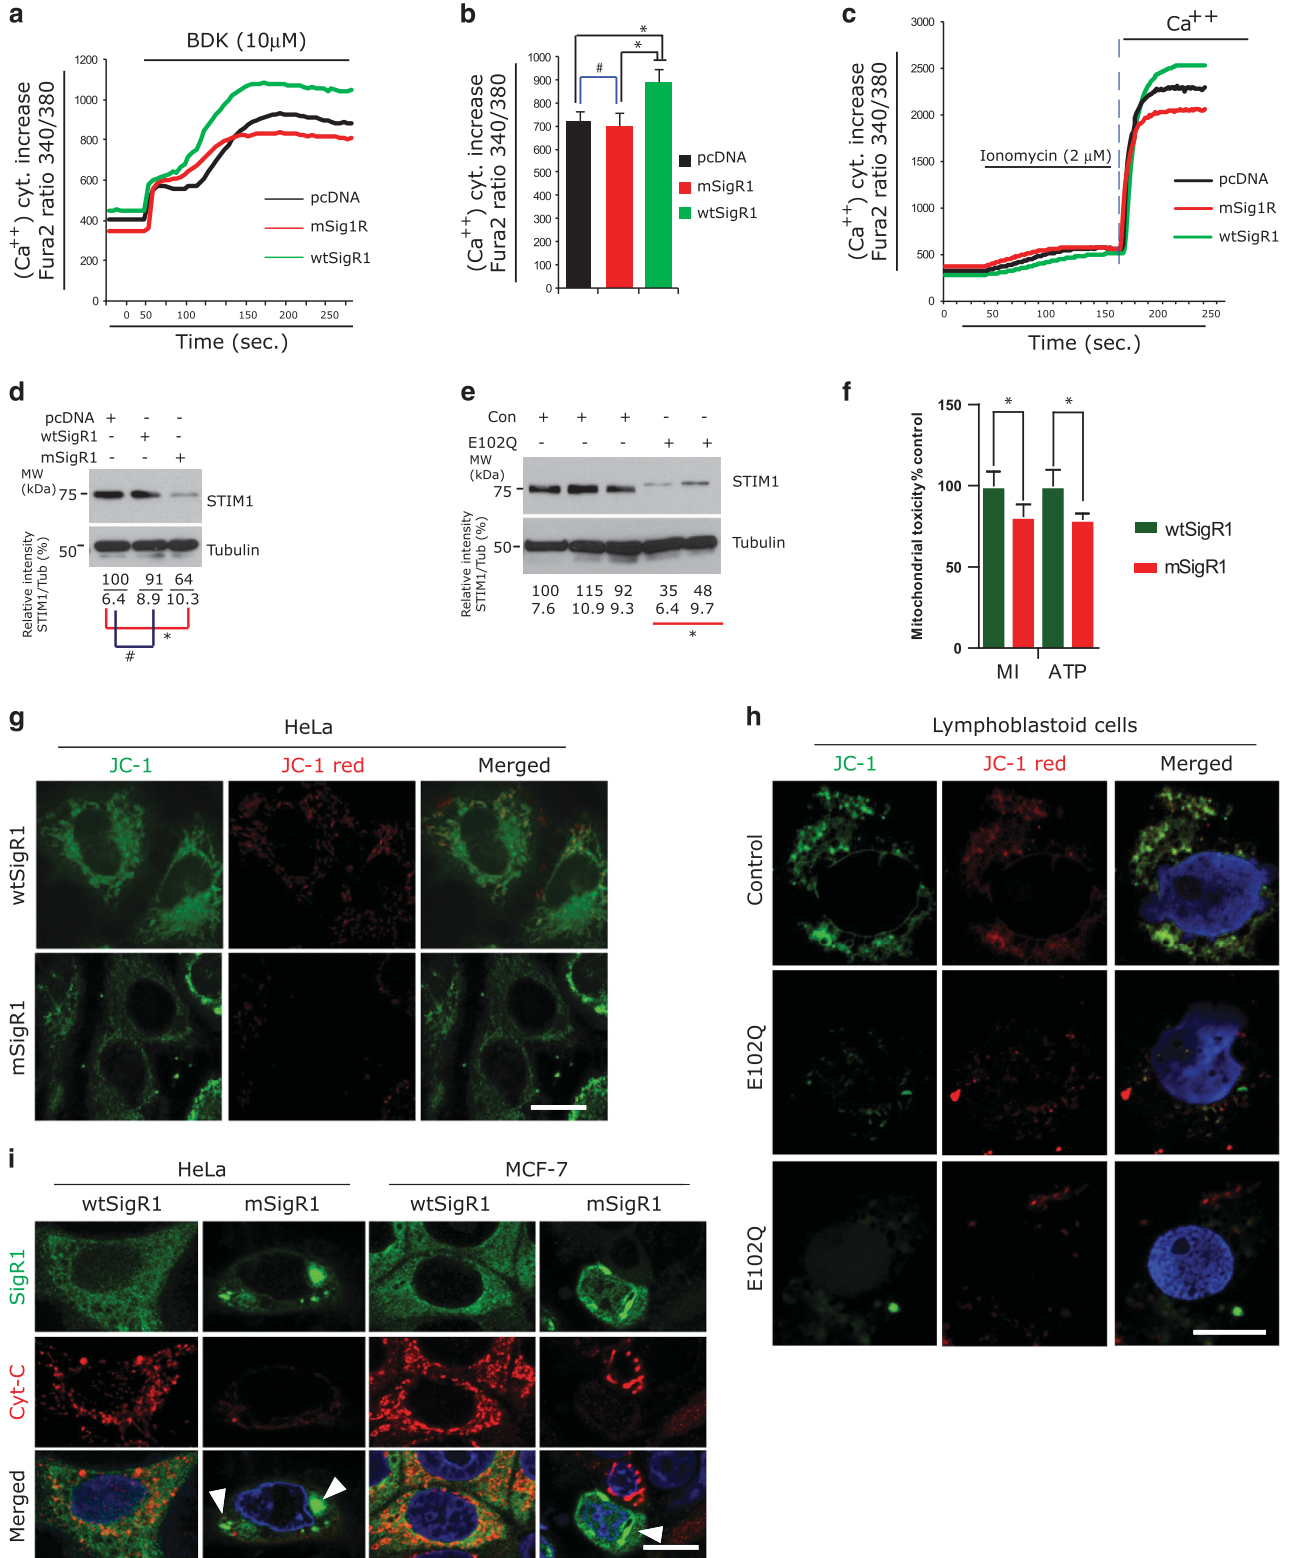 a
BDK (10μM)
(Ca++) cyt. increase
Fura2 ratio 340/380
1200
1000
800
600
400
200
0
pcDNA
mSig1R
wtSigR1
0 50 100 150 200 250
Time (sec.)
b
(Ca++) cyt. increase
Fura2 ratio 340/380
1000
900
800
700
600
500
400
300
200
100
0
*
*
#
pcDNA
mSigR1
wtSigR1
c
Ca++
(Ca++) cyt. increase
Fura2 ratio 340/380
3000
2500
2000
1500
1000
500
0
Ionomycin (2 μM)
pcDNA
mSig1R
wtSigR1
0 50 100 150 200 250
Time (sec.)
d
pcDNA + - -
wtSigR1 - + -
mSigR1 - - +
MW
(kDa)
75
STIM1
50
Tubulin
Relative intensity
STIM1/Tub (%)
100 91 64
6.4 8.9 10.3
*
#
e
Con + + + - -
E102Q - - - + +
MW
(kDa)
75
STIM1
50
Tubulin
Relative intensity
STIM1/Tub (%)
100 115 92 35 48
7.6 10.9 9.3 6.4 9.7
*
f
Mitochondrial toxicity% control
150
100
50
0
* *
MI ATP
wtSigR1
mSigR1
g
HeLa
JC-1 JC-1 red Merged
wtSigR1
mSigR1
h
Lymphoblastoid cells
JC-1 JC-1 red Merged
Control
E102Q
E102Q
i
HeLa MCF-7
wtSigR1 mSigR1 wtSigR1 mSigR1
SigR1
Cyt-C
Merged